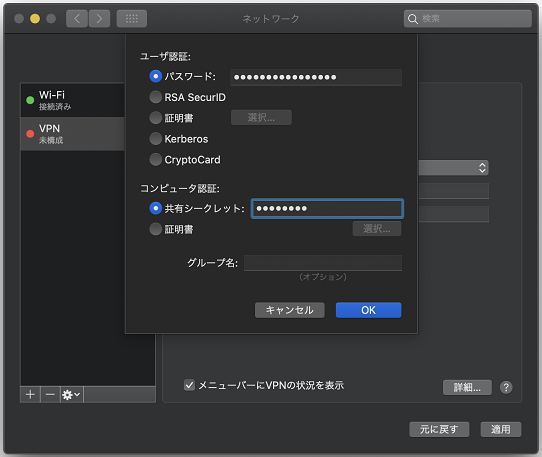 ネットワーク
検索
Wi-Fi
接続済み
VPN
未構成
ユーザ認証:
パスワード: ●●●●●●●●●●●●●●●●
RSA SecurID
証明書 選択...
Kerberos
CryptoCard
コンピュータ認証:
共有シークレット: ●●●●●●●●
証明書 選択...
グループ名:
(オプション)
キャンセル OK
メニューバーにVPNの状況を表示 詳細... ?
元に戻す 適用